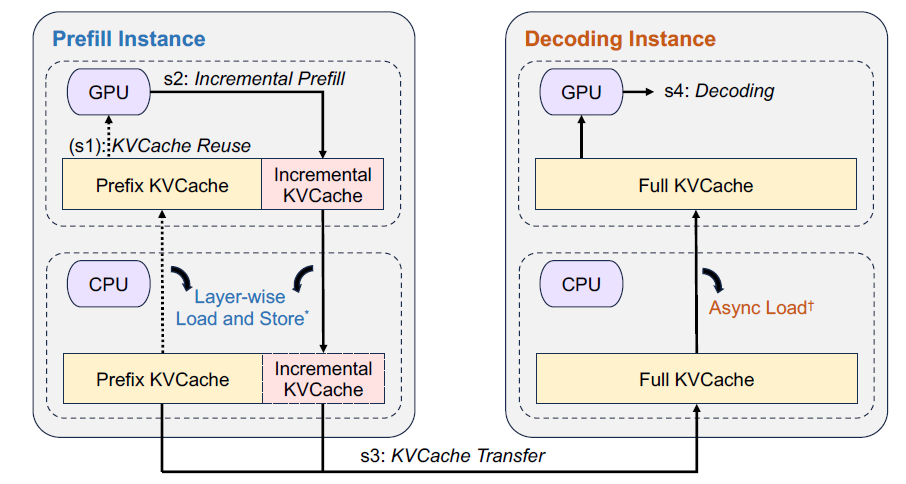 Prefill Instance
GPU
s2: Incremental Prefill
(s1): KVCache Reuse
Prefix KVCache
Incremental
KVCache
CPU
Layer-wise
Load and Store*
Prefix KVCache
Incremental
KVCache
Decoding Instance
GPU
s4: Decoding
Full KVCache
CPU
Async Load†
Full KVCache
s3: KVCache Transfer